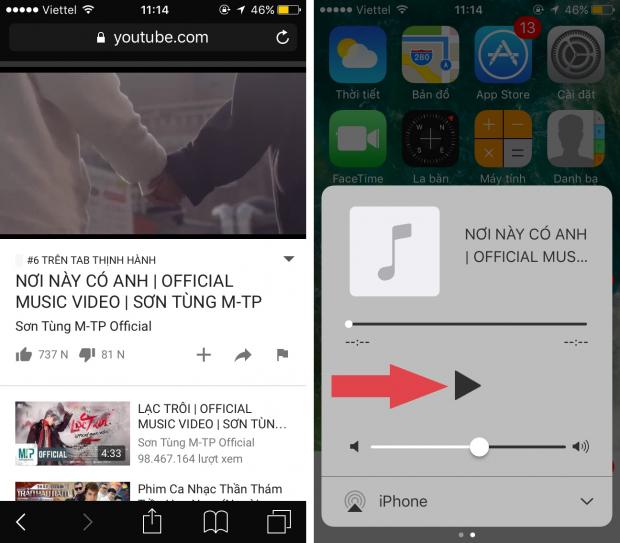 Viettel
11:14
46%
youtube.com
#6 TRÊN TAB THỊNH HÀNH
NƠI NÀY CÓ ANH | OFFICIAL
MUSIC VIDEO | SƠN TÙNG M-TP
Sơn Tùng M-TP Official
737 N
81 N
LẠC TRÔI | OFFICIAL
MUSIC VIDEO | SƠN TÙN...
Sơn Tùng M-TP Official
98.467.164 lượt xem
OFFICIAL
4:33
Phim Ca Nhạc Thần Thám
Viettel
11:14
46%
280
13
Thời tiết
Bản đồ
App Store
Cài đặt
FaceTime
La bàn
Máy tính
Danh bạ
NƠI NÀY CÓ ANH
| OFFICIAL MUS...
--:--
--:--
iPhone